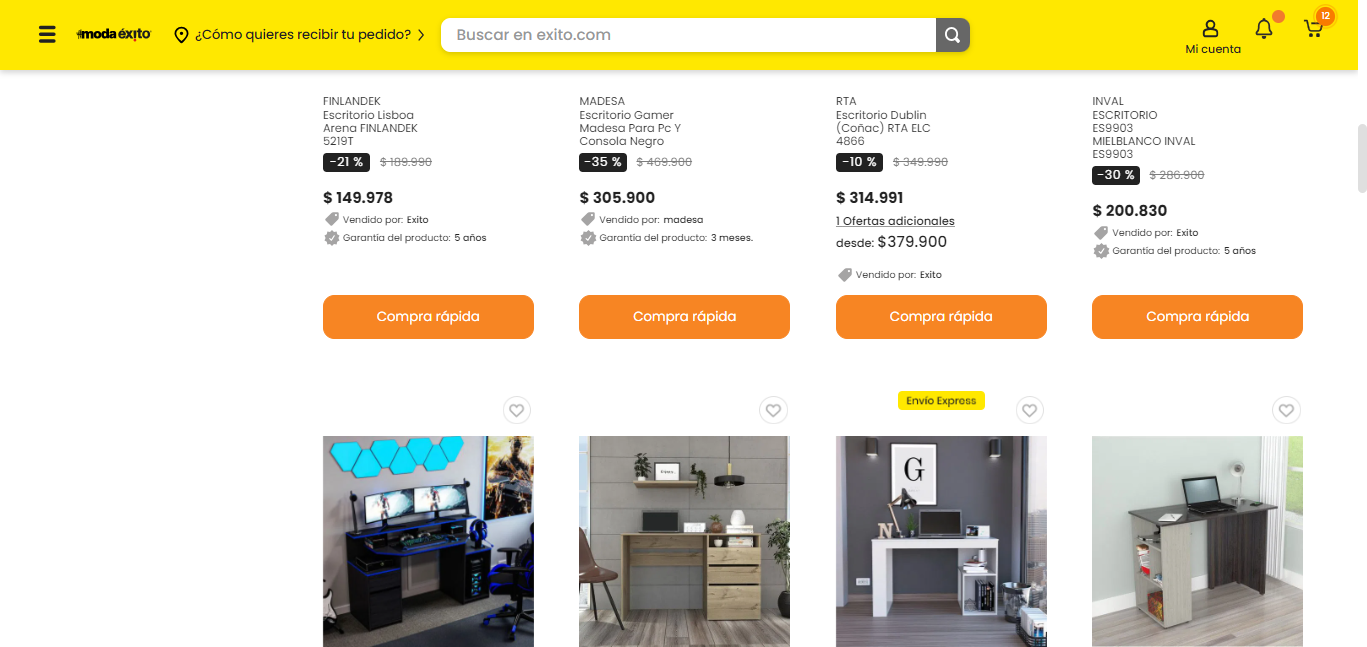 moda éxito
¿Cómo quieres recibir tu pedido?
Buscar en exito.com
Mi cuenta
12
FINLANDEK
Escritorio Lisboa
Arena FINLANDEK
5219T
-21 % $ 189.990
$ 149.978
Vendido por: Exito
Garantía del producto: 5 años
Compra rápida
MADESA
Escritorio Gamer
Madesa Para Pc Y
Consola Negro
-35 % $ 469.900
$ 305.900
Vendido por: madesa
Garantía del producto: 3 meses.
Compra rápida
RTA
Escritorio Dublin
(Coñac) RTA ELC
4866
-10 % $ 349.990
$ 314.991
1 Ofertas adicionales
desde: $379.900
Vendido por: Exito
Compra rápida
INVAL
ESCRITORIO
ES9903
MIELBLANCO INVAL
ES9903
-30 % $ 286.900
$ 200.830
Vendido por: Exito
Garantía del producto: 5 años
Compra rápida
Envío Express
G
N